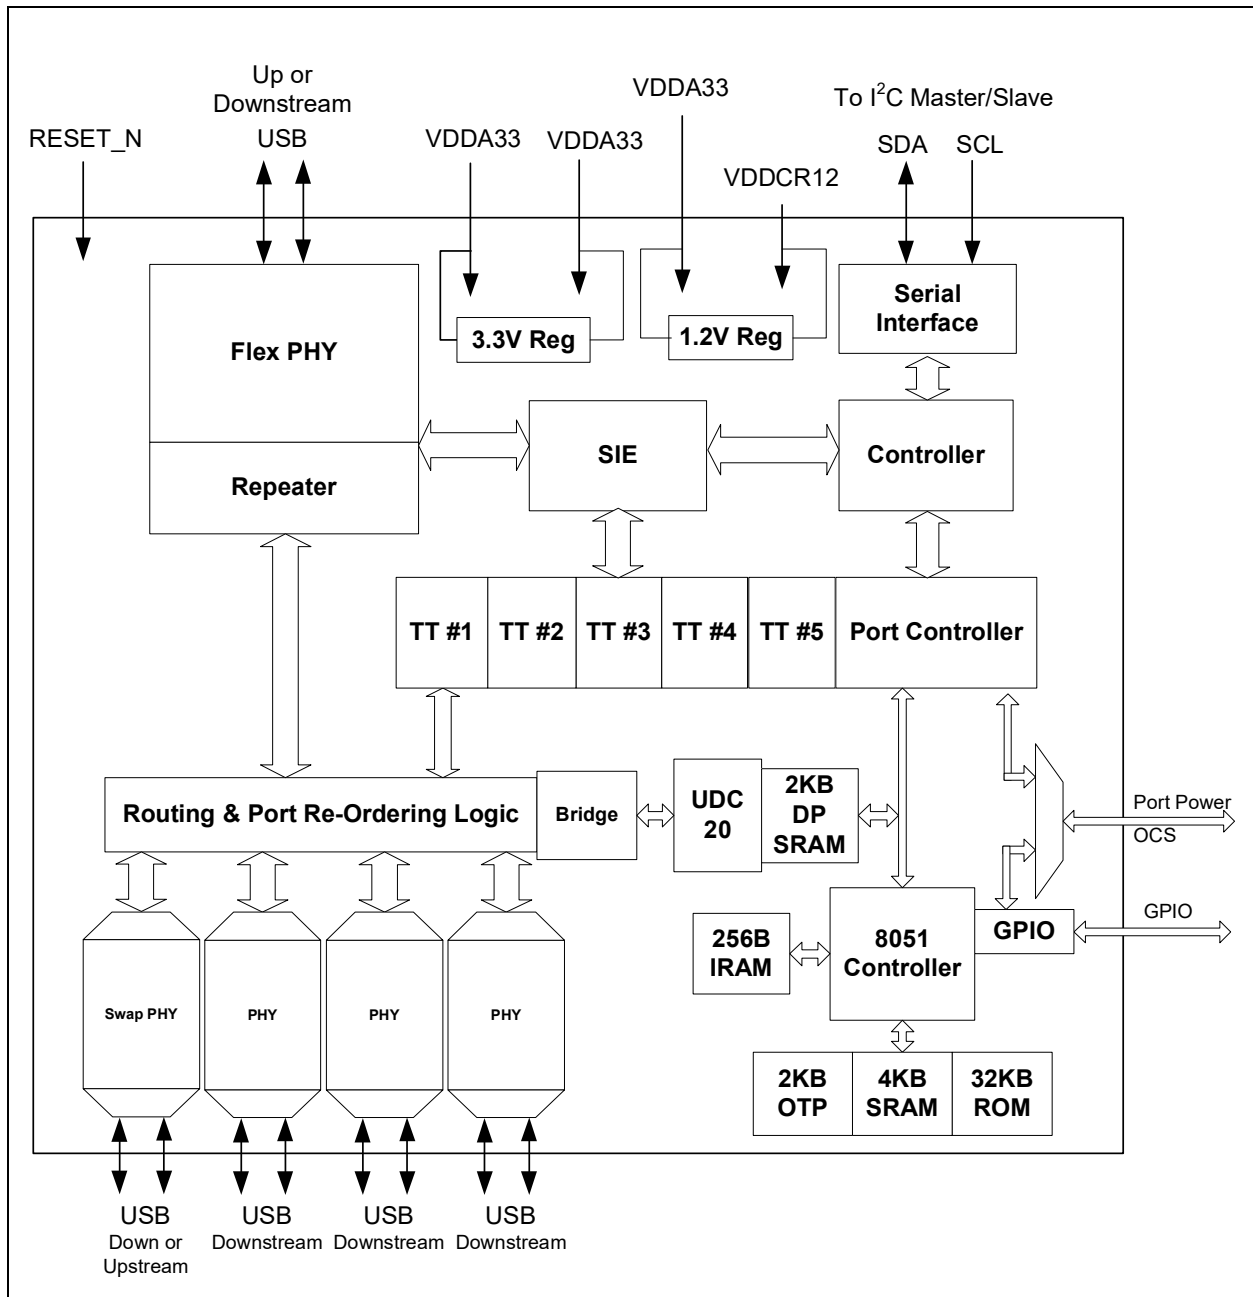 Up or
Downstream
USB
RESET_N
VDDA33
VDDA33
VDDA33
VDDCR12
To I²C Master/Slave
SDA
SCL
Flex PHY
Repeater
3.3V Reg
1.2V Reg
Serial
Interface
SIE
Controller
TT #1
TT #2
TT #3
TT #4
TT #5
Port Controller
Routing & Port Re-Ordering Logic
Bridge
UDC
20
2KB
DP
SRAM
Port Power
OCS
GPIO
256B
IRAM
8051
Controller
GPIO
Swap PHY
PHY
PHY
PHY
2KB
OTP
4KB
SRAM
32KB
ROM
USB
Down or
Upstream
USB
Downstream
USB
Downstream
USB
Downstream